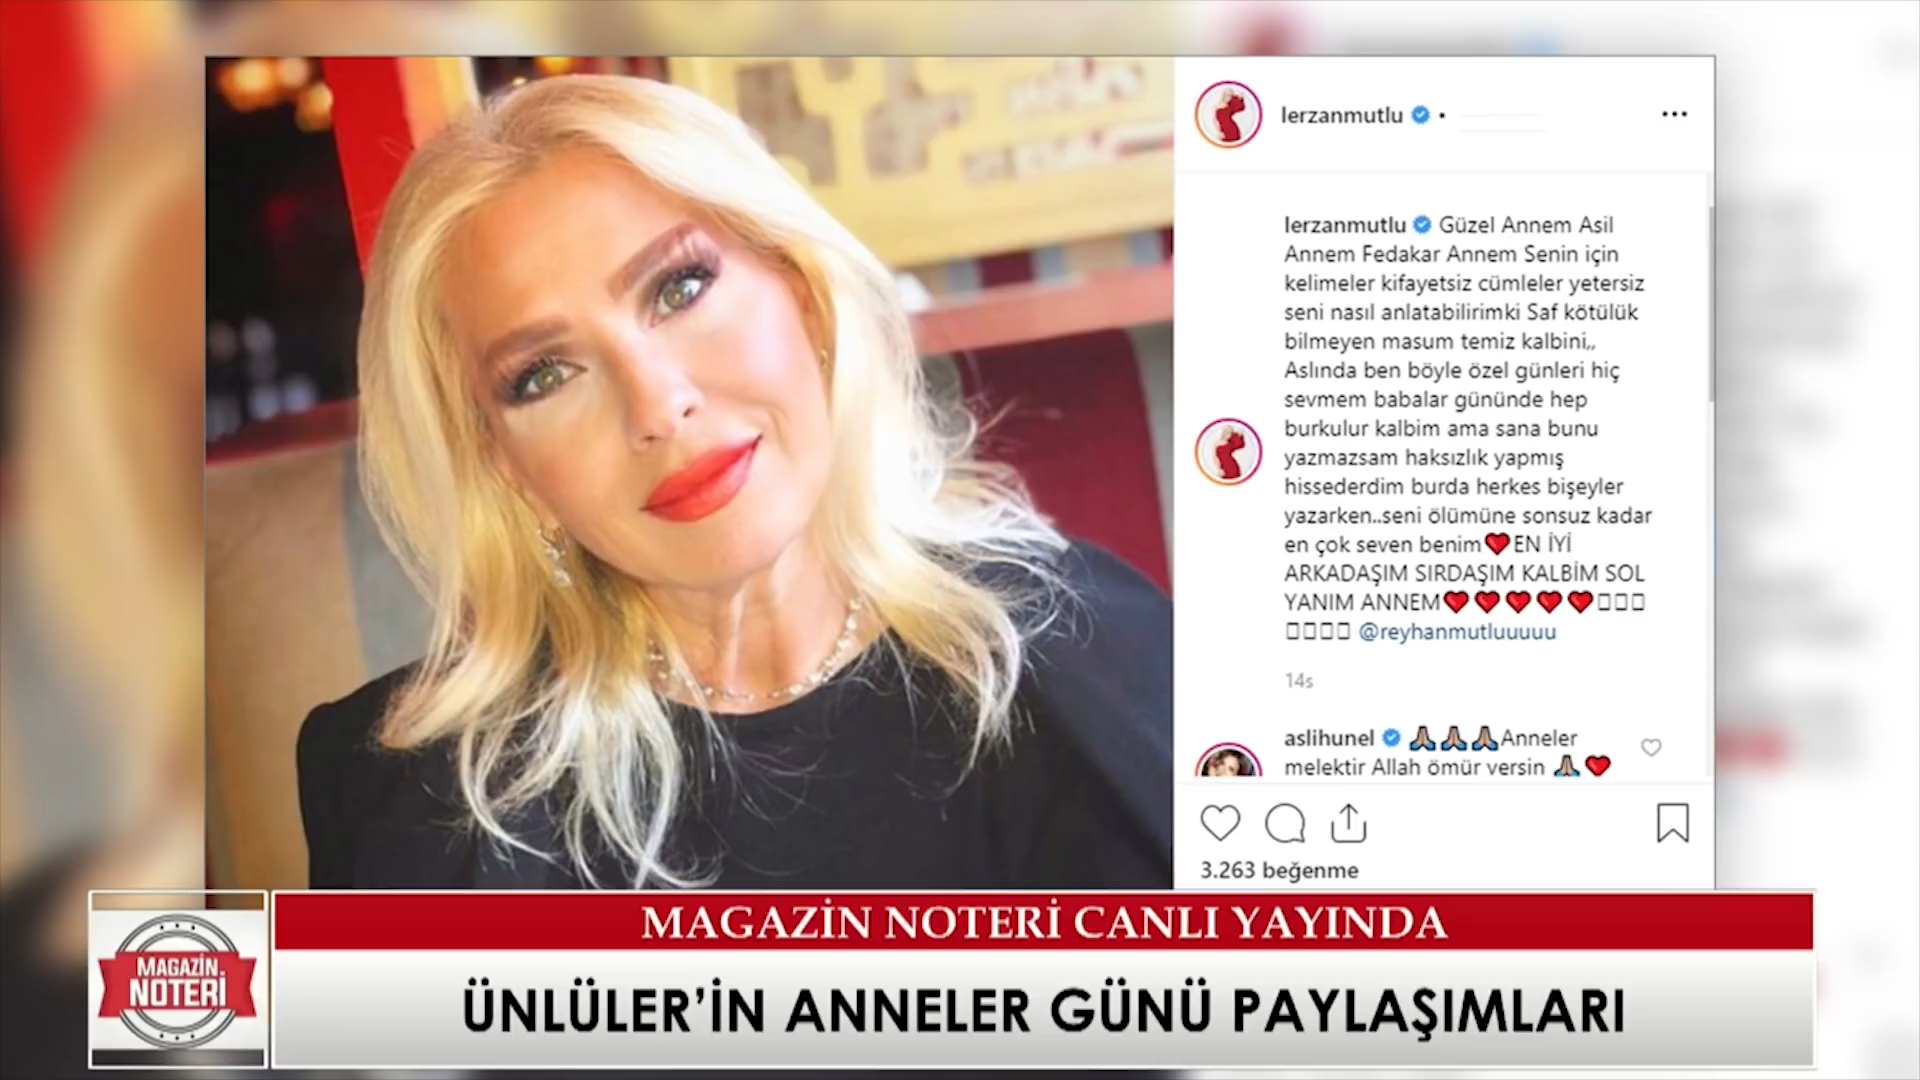 lerzanmutlu •
lerzanmutlu Güzel Annem Asil
Annem Fedakar Annem Senin için
kelimeler kifayetsiz cümleler yetersiz
seni nasıl anlatabilirimki Saf kötülük
bilmeyen masum temiz kalbini,,
Aslında ben böyle özel günleri hiç
sevmem babalar gününde hep
burkulur kalbim ama sana bunu
yazmazsam haksızlık yapmış
hissederdim burda herkes bişeyler
yazarken..seni ölümüne sonsuz kadar
en çok seven benim❤EN İYİ
ARKADAŞIM SIRDAŞIM KALBİM SOL
YANIM ANNEM❤❤❤❤❤▯▯▯
▯▯▯▯ @reyhanmutluuuuu
14s
aslihunel 🙏🙏🙏Anneler
melektir Allah ömür versin 🙏❤
3.263 beğenme
MAGAZİN NOTERİ CANLI YAYINDA
MAGAZİN
NOTERİ
ÜNLÜLER’İN ANNELER GÜNÜ PAYLAŞIMLARI